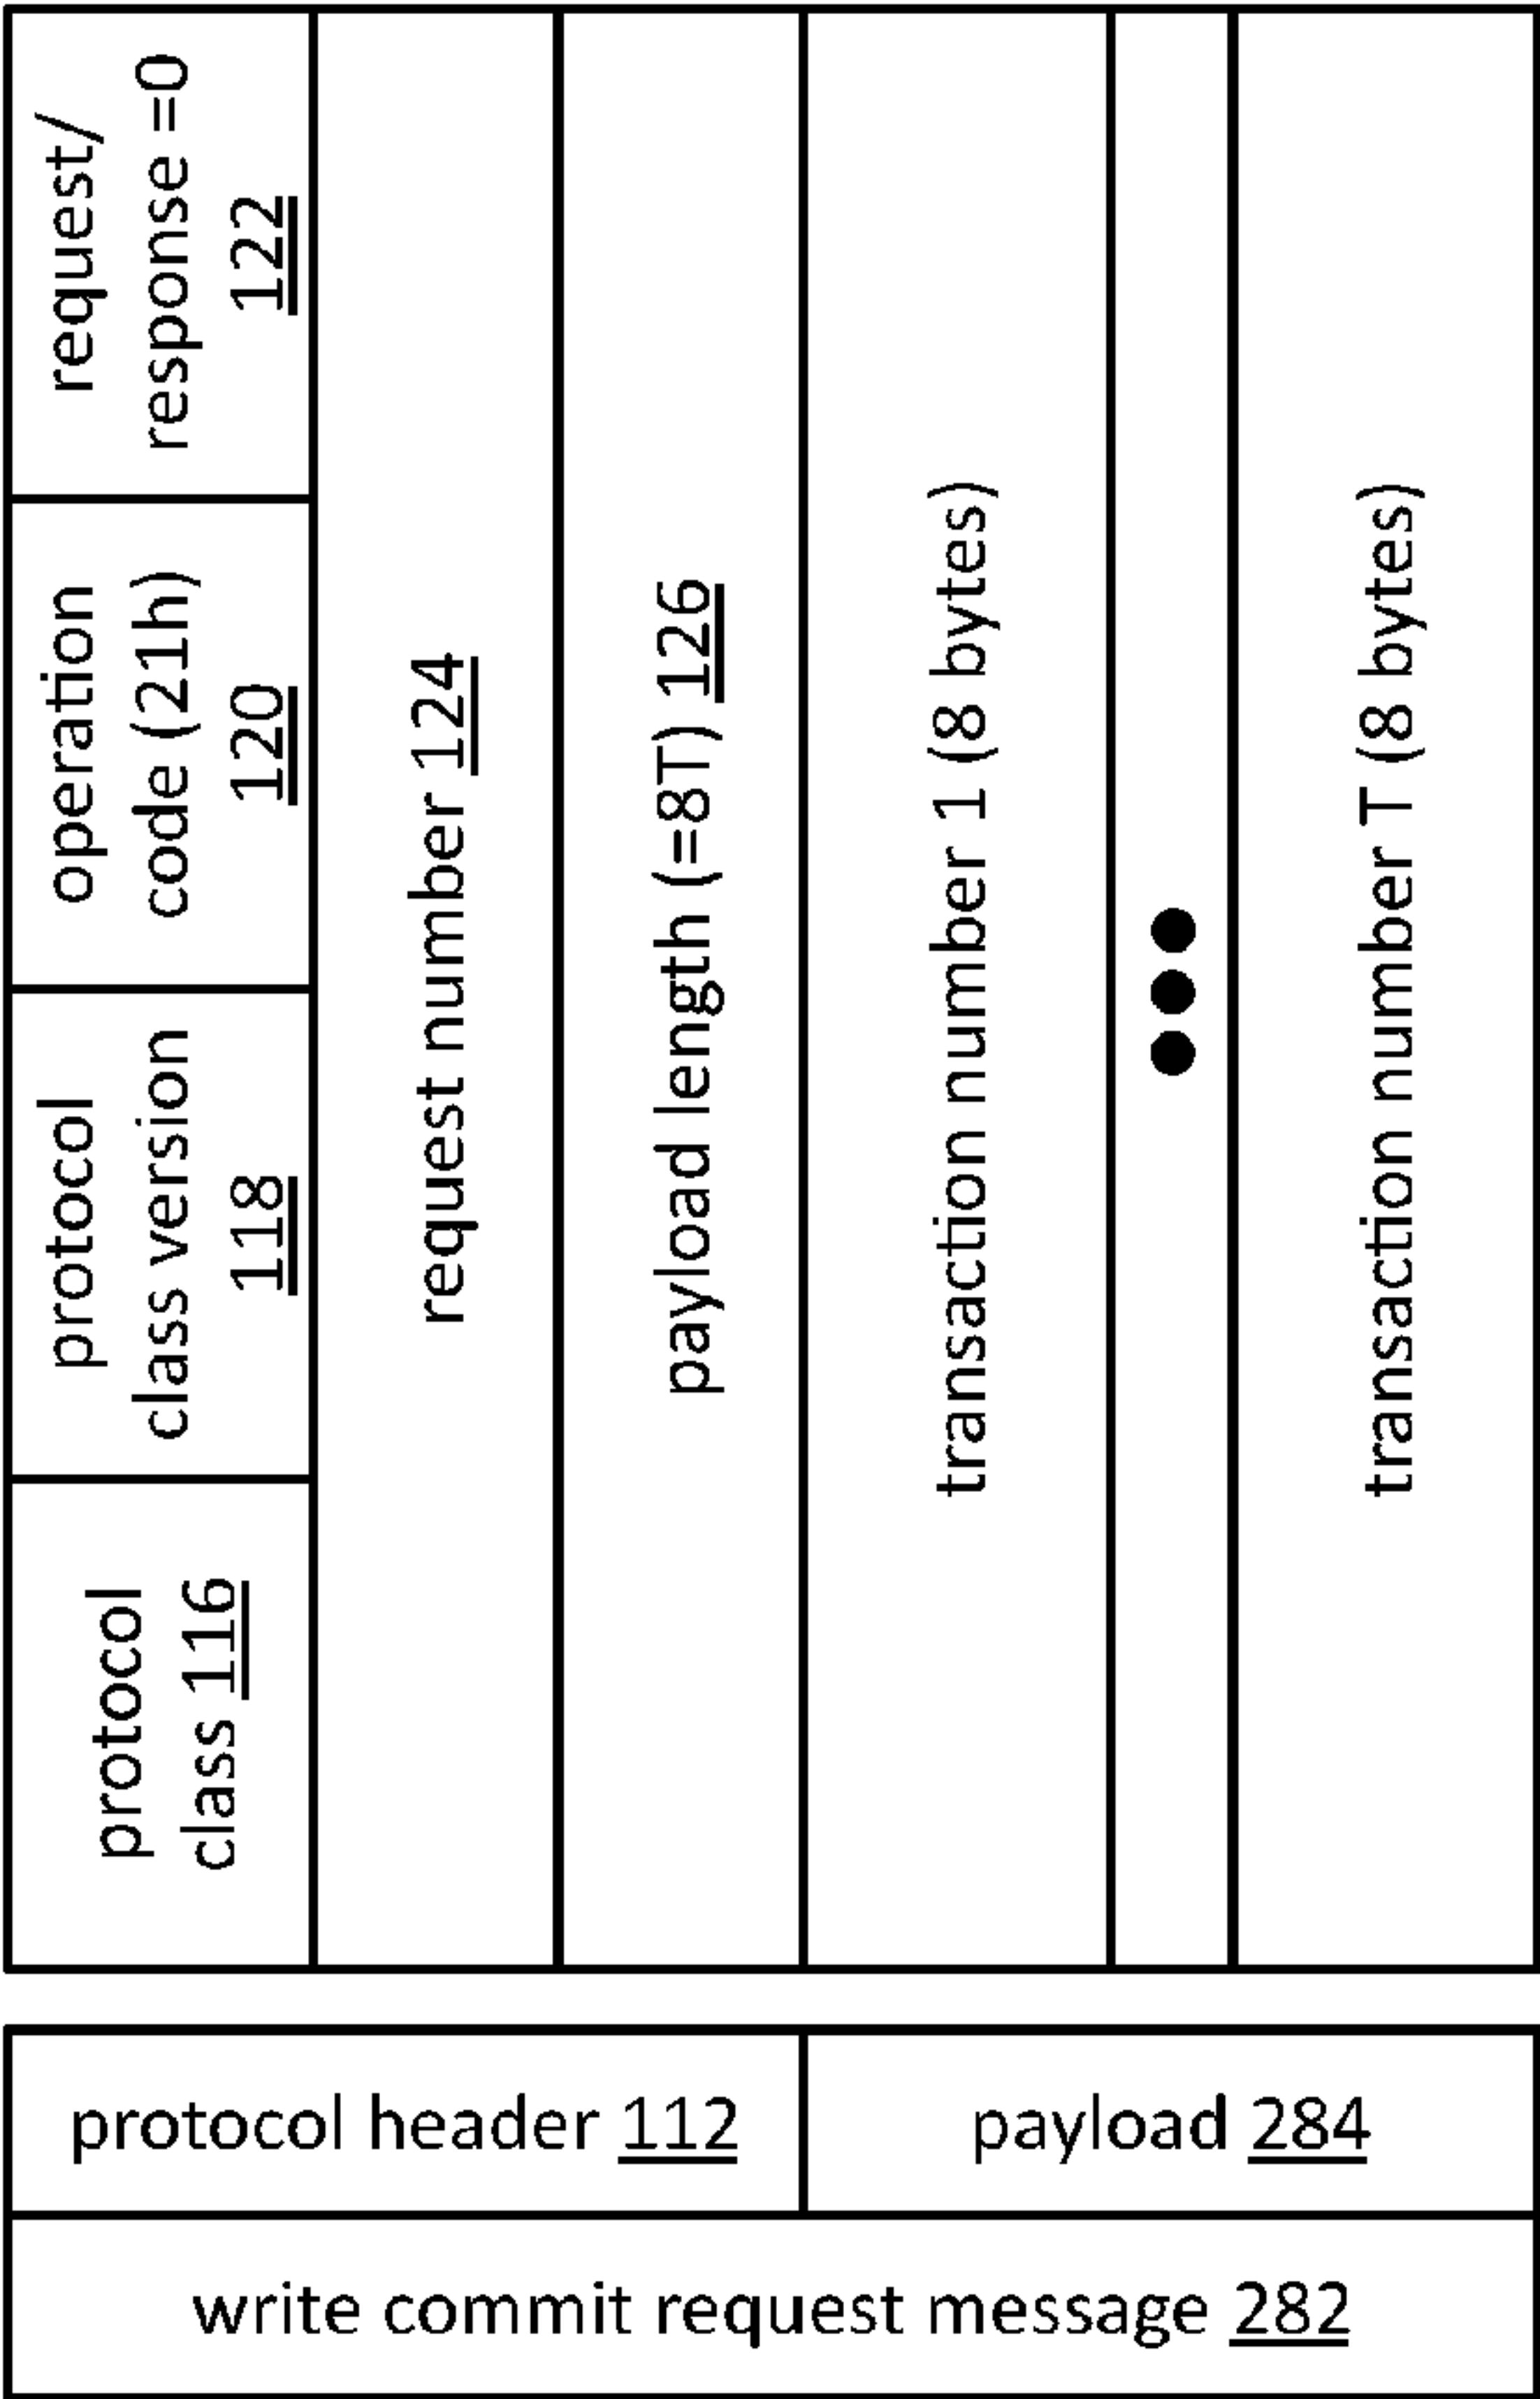 write commit request message 282
protocol header 112
payload 284
protocol
class 116
protocol
class version
118
operation
code (21h)
120
request/
response =0
122
request number 124
payload length (=8T) 126
transaction number 1 (8 bytes)
transaction number T (8 bytes)